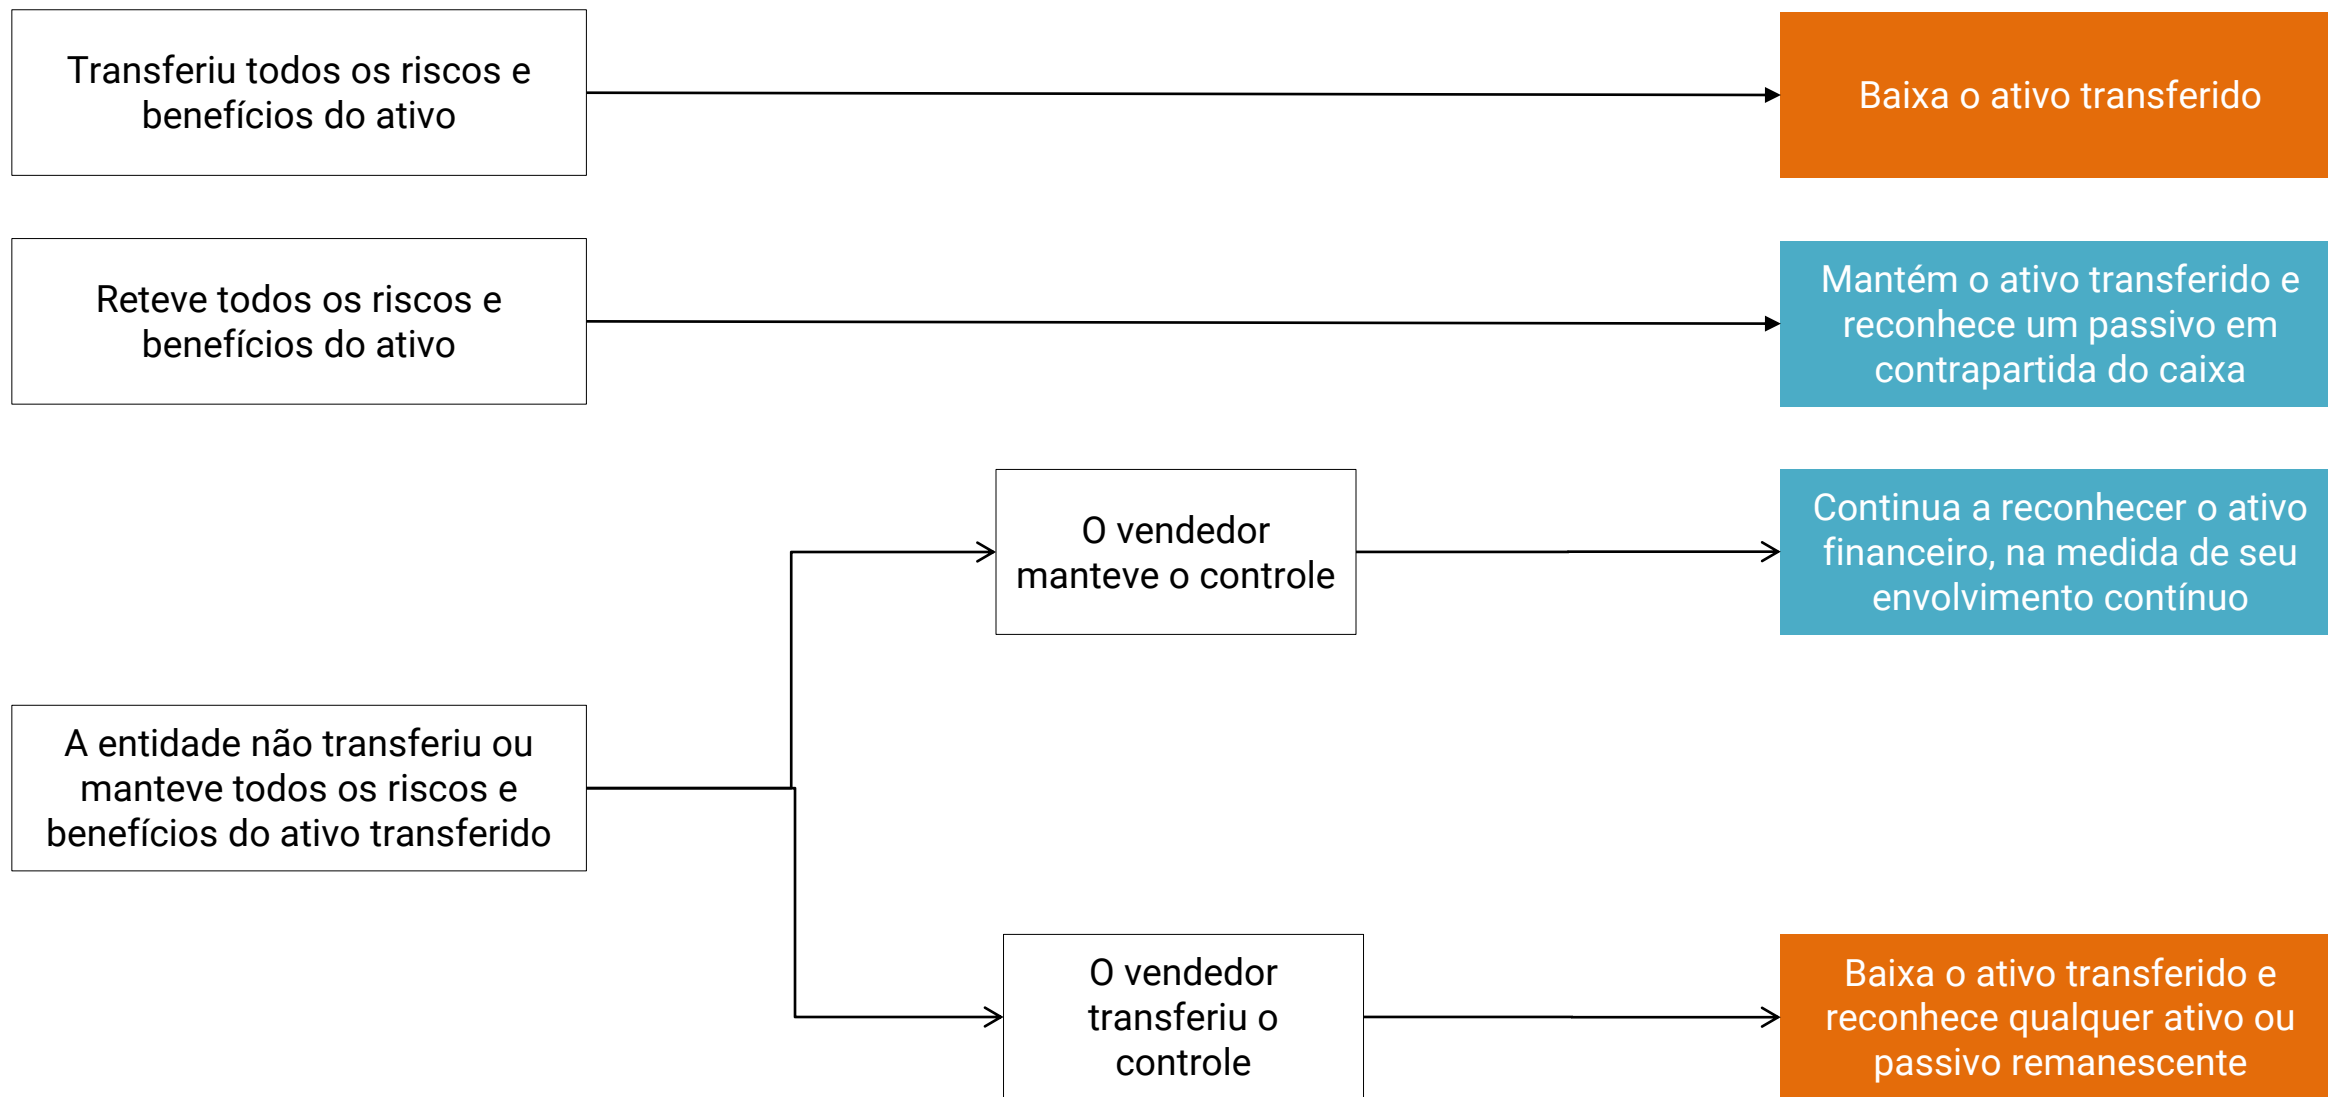 Transferiu todos os riscos e
benefícios do ativo
Baixa o ativo transferido
Reteve todos os riscos e
benefícios do ativo
Mantém o ativo transferido e
reconhece um passivo em
contrapartida do caixa
O vendedor
manteve o controle
Continua a reconhecer o ativo
financeiro, na medida de seu
envolvimento contínuo
A entidade não transferiu ou
manteve todos os riscos e
benefícios do ativo transferido
O vendedor
transferiu o
controle
Baixa o ativo transferido e
reconhece qualquer ativo ou
passivo remanescente